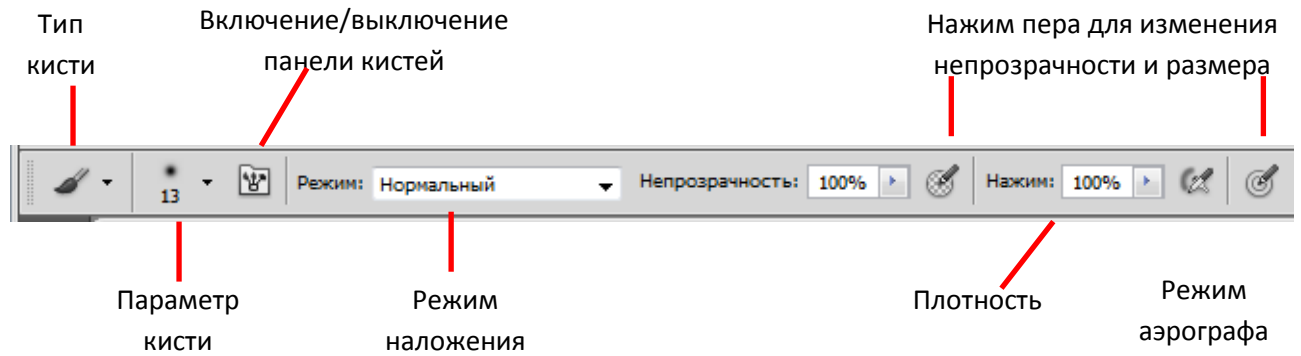 Тип
кисти
Включение/выключение
панели кистей
Нажим пера для изменения
непрозрачности и размера
13
Режим: Нормальный Непрозрачность: 100% Нажим: 100%
Параметр
кисти
Режим
наложения
Плотность
Режим
аэрографа